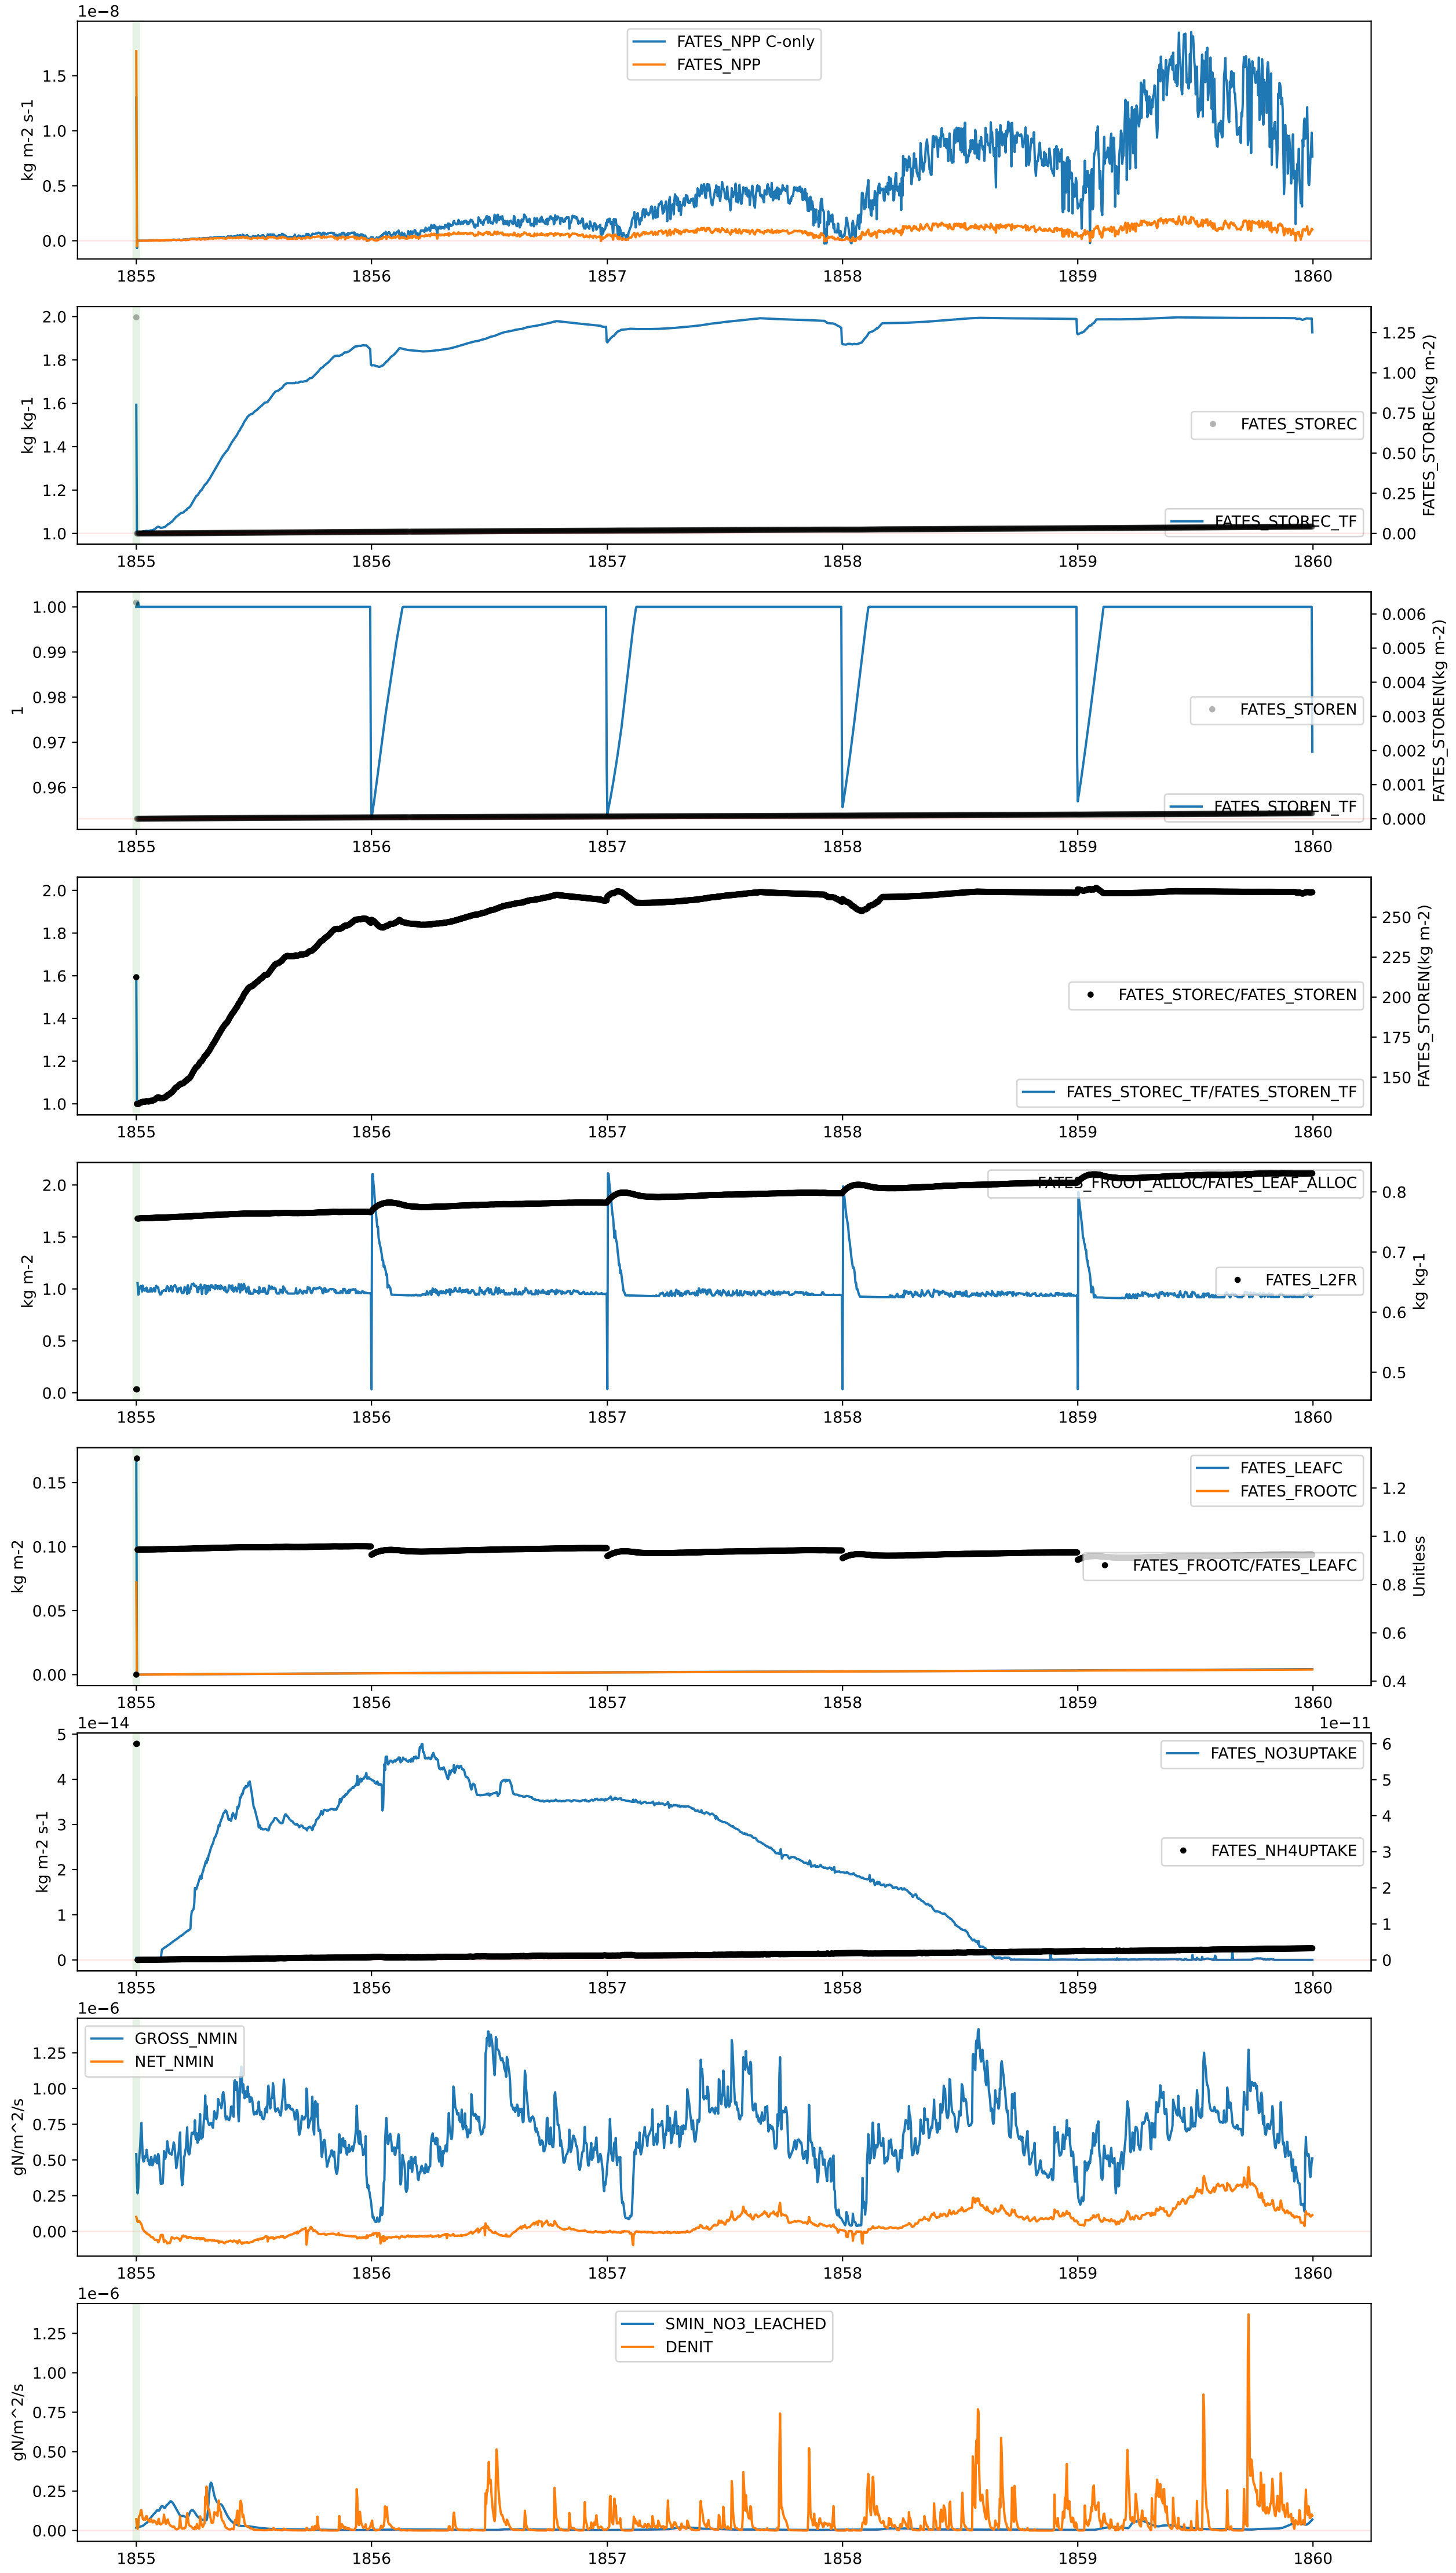 1e−8
FATES_NPP C-only
FATES_NPP
kg m-2 s-1
1.5
1.0
0.5
0.0
1855 1856 1857 1858 1859 1860
2.0
1.8
1.6
1.4
1.2
1.0
kg kg-1
FATES_STOREC
FATES_STOREC_TF
1.25
1.00
0.75
0.50
0.25
0.00
FATES_STOREC(kg m-2)
1855 1856 1857 1858 1859 1860
1.00
0.99
0.98
0.97
0.96
1
FATES_STOREN
FATES_STOREN_TF
0.006
0.005
0.004
0.003
0.002
0.001
0.000
FATES_STOREN(kg m-2)
1855 1856 1857 1858 1859 1860
2.0
1.8
1.6
1.4
1.2
1.0
FATES_STOREC/FATES_STOREN
FATES_STOREC_TF/FATES_STOREN_TF
250
225
200
175
150
FATES_STOREN(kg m-2)
1855 1856 1857 1858 1859 1860
2.0
1.5
1.0
0.5
0.0
kg m-2
FATES_FROOT_ALLOC/FATES_LEAF_ALLOC
FATES_L2FR
0.8
0.7
0.6
0.5
kg kg-1
1855 1856 1857 1858 1859 1860
0.15
0.10
0.05
0.00
kg m-2
FATES_LEAFC
FATES_FROOTC
FATES_FROOTC/FATES_LEAFC
1.2
1.0
0.8
0.6
0.4
Unitless
1855 1856 1857 1858 1859 1860
1e−14
1e−11
5
4
3
2
1
0
kg m-2 s-1
FATES_NO3UPTAKE
FATES_NH4UPTAKE
6
5
4
3
2
1
0
1855 1856 1857 1858 1859 1860
1e−6
GROSS_NMIN
NET_NMIN
1.25
1.00
0.75
0.50
0.25
0.00
gN/m^2/s
1855 1856 1857 1858 1859 1860
1e−6
SMIN_NO3_LEACHED
DENIT
1.25
1.00
0.75
0.50
0.25
0.00
gN/m^2/s
1855 1856 1857 1858 1859 1860